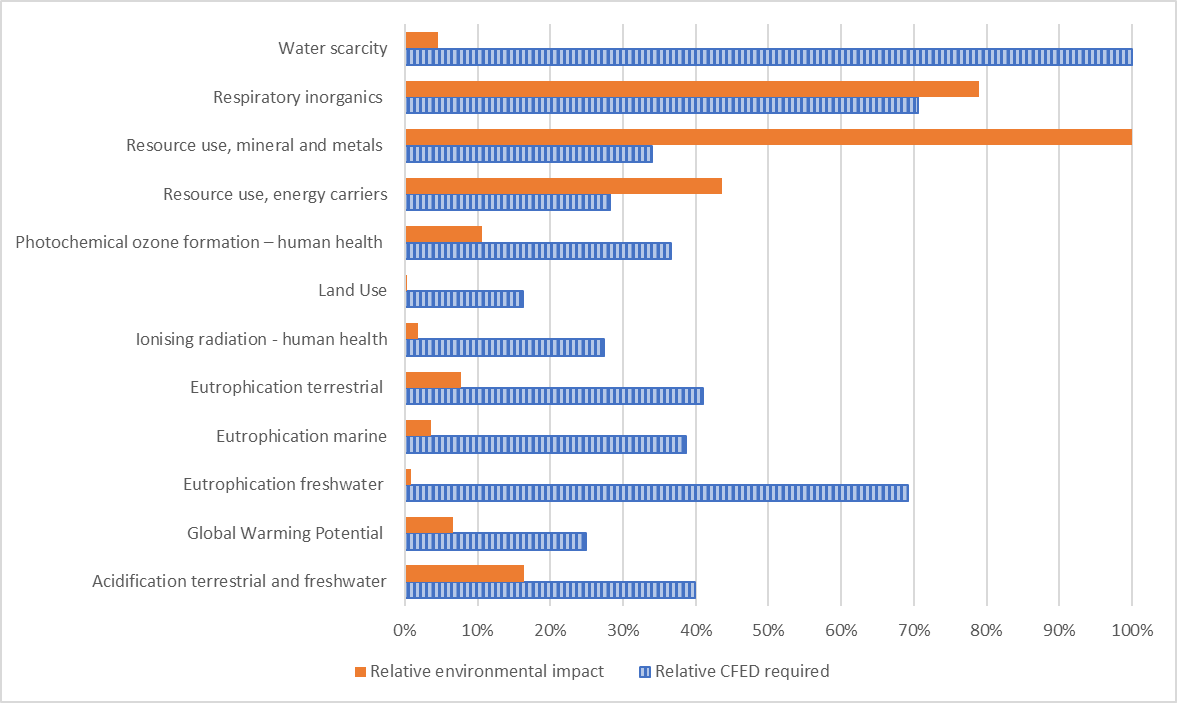 Water scarcity
Respiratory inorganics
Resource use, mineral and metals
Resource use, energy carriers
Photochemical ozone formation – human health
Land Use
Ionising radiation - human health
Eutrophication terrestrial
Eutrophication marine
Eutrophication freshwater
Global Warming Potential
Acidification terrestrial and freshwater
0% 10% 20% 30% 40% 50% 60% 70% 80% 90% 100%
Relative environmental impact Relative CFED required